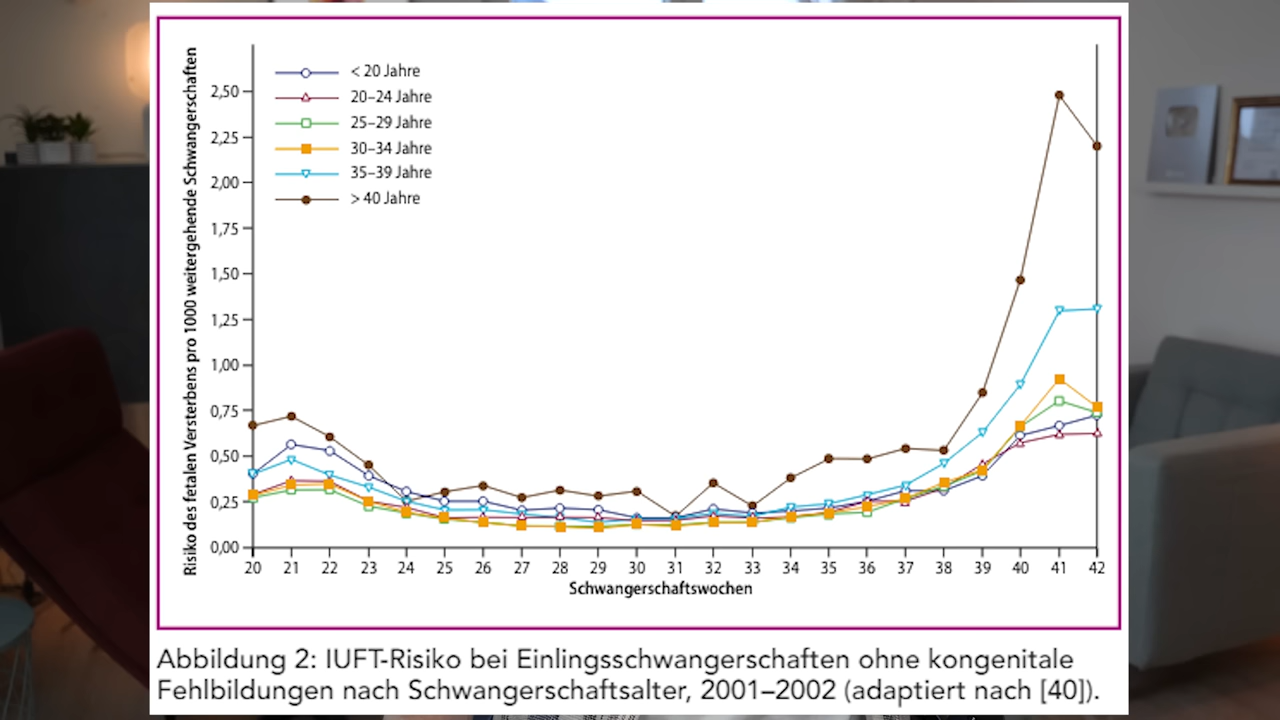 Risiko des fetalen Versterbens pro 1000 weitergehende Schwangerschaften
< 20 Jahre
20–24 Jahre
25–29 Jahre
30–34 Jahre
35–39 Jahre
> 40 Jahre
2,50
2,25
2,00
1,75
1,50
1,25
1,00
0,75
0,50
0,25
0,00
20 21 22 23 24 25 26 27 28 29 30 31 32 33 34 35 36 37 38 39 40 41 42
Schwangerschaftswochen
Abbildung 2: IUFT-Risiko bei Einlingsschwangerschaften ohne kongenitale
Fehlbildungen nach Schwangerschaftsalter, 2001–2002 (adaptiert nach [40]).